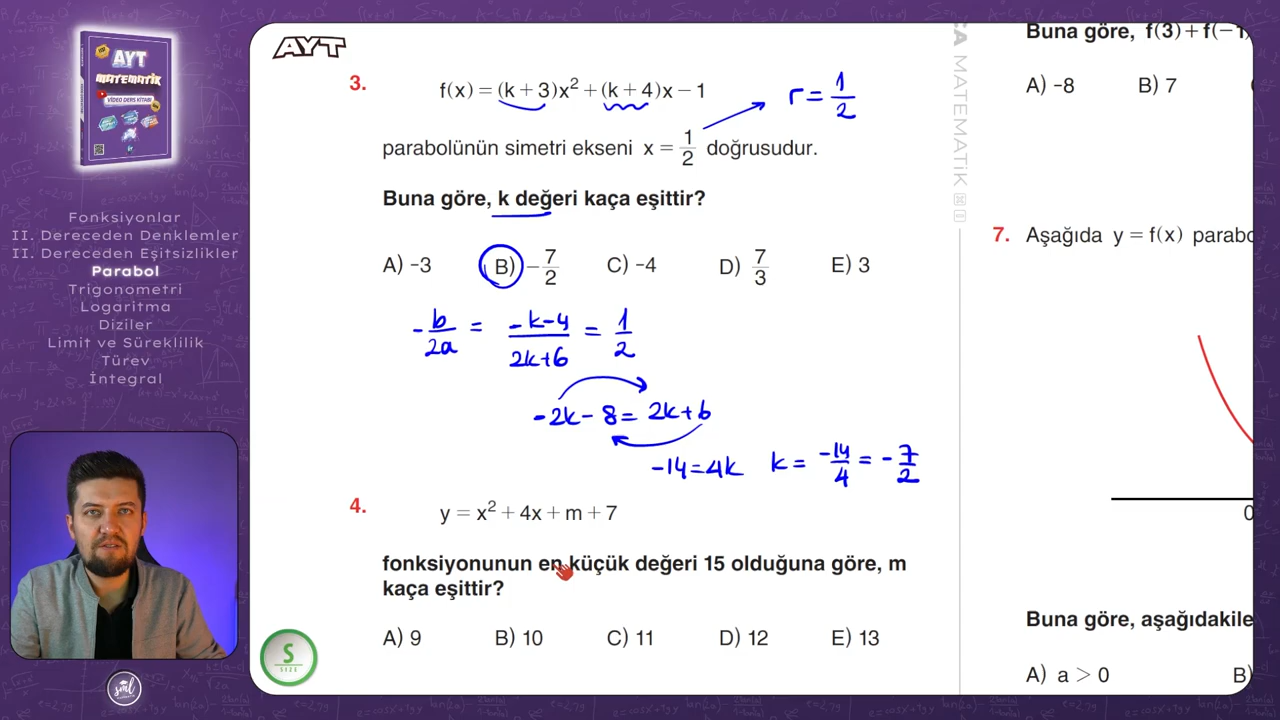 AYT
MATEMATİK
VİDEO DERS KİTABI
Fonksiyonlar
II. Dereceden Denklemler
II. Dereceden Eşitsizlikler
Parabol
Trigonometri
Logaritma
Diziler
Limit ve Süreklilik
Türev
İntegral
sml
AYT
3. f(x) = (k + 3)x² + (k + 4)x − 1
r = 1/2
parabolünün simetri ekseni x = 1/2 doğrusudur.
Buna göre, k değeri kaça eşittir?
A) -3 B) −7/2 C) -4 D) 7/3 E) 3
-b/2a = -k-4/2k+6 = 1/2
-2k-8 = 2k+6
-14=4k k = -14/4 = -7/2
4. y = x² + 4x + m + 7
fonksiyonunun en küçük değeri 15 olduğuna göre, m
kaça eşittir?
A) 9 B) 10 C) 11 D) 12 E) 13
S
SIZE
MATEMATİK
Buna göre, f(3)+f(−1
A) -8 B) 7
7. Aşağıda y = f(x) parabo
0
Buna göre, aşağıdakile
A) a > 0 B)